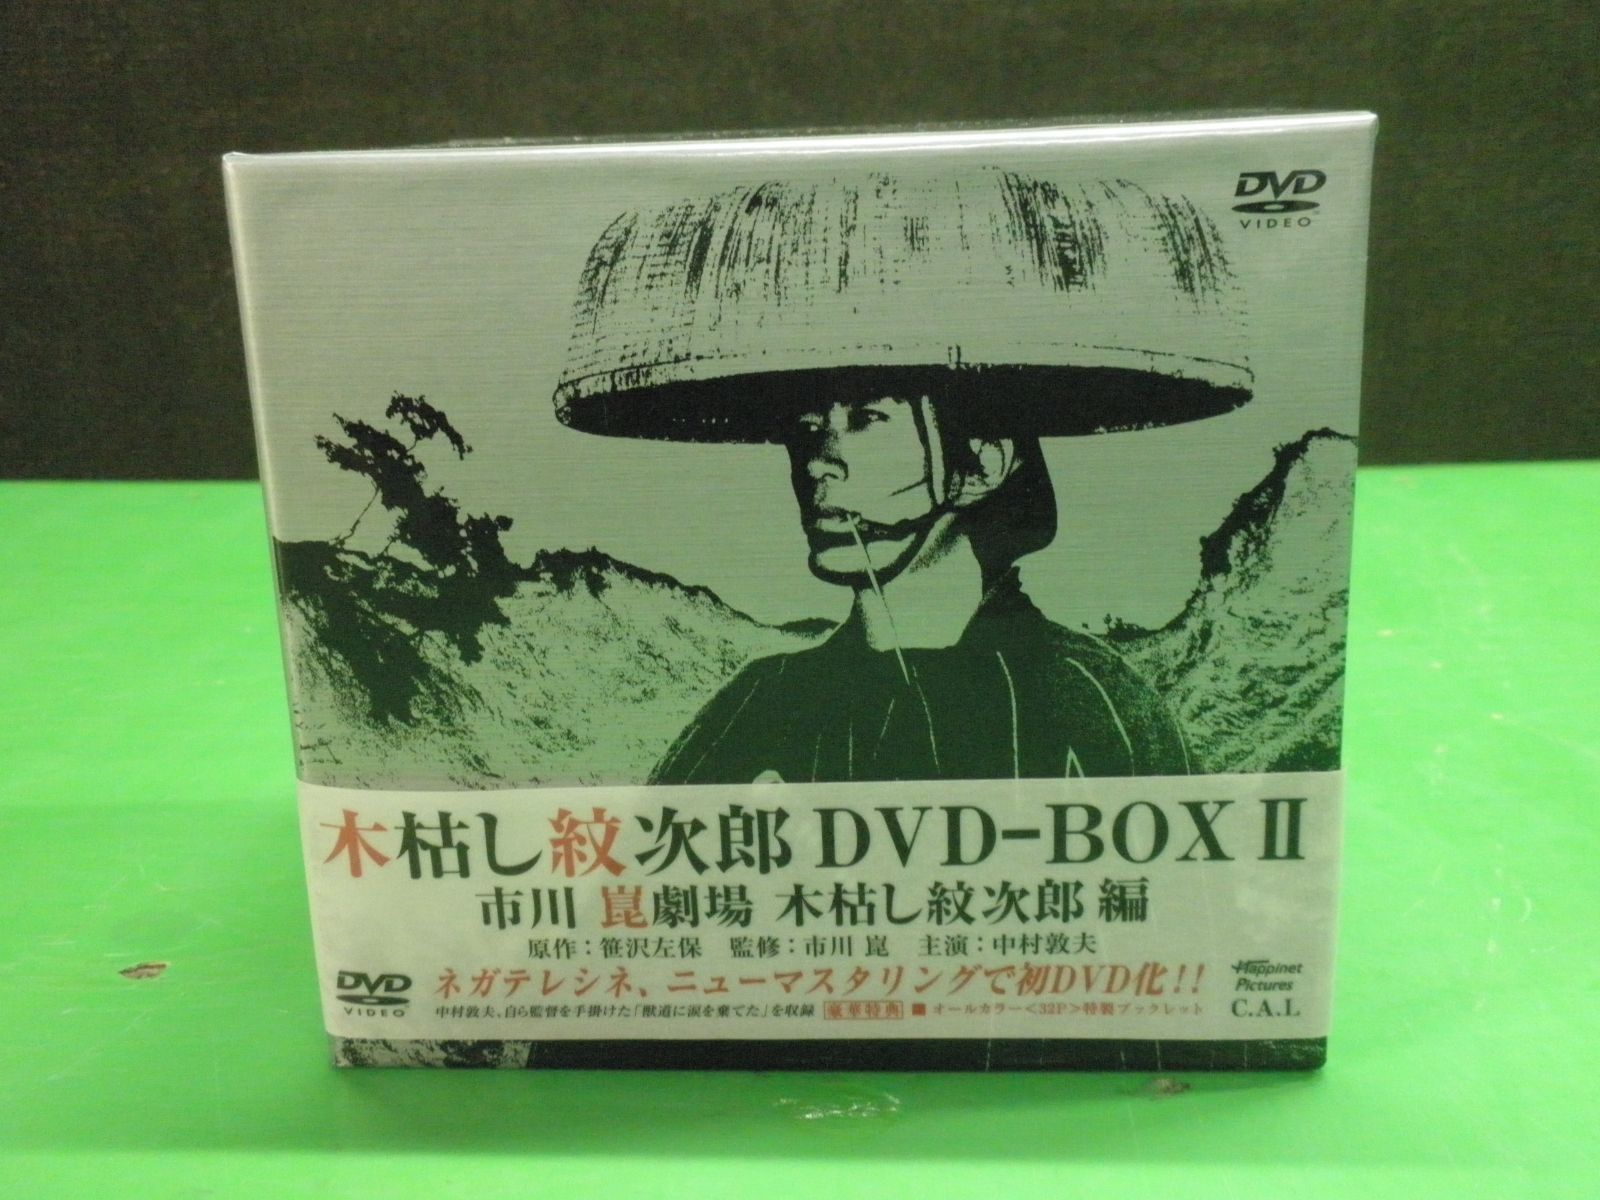 DVD
VIDEO
木枯し紋次郎 DVD-BOX II
市川 崑劇場 木枯し紋次郎 編
原作：笹沢左保 監修：市川 崑 主演：中村敦夫
DVD
VIDEO
ネガテレシネ、ニューマスタリングで初DVD化!!
中村敦夫、自ら監督を手掛けた「獣道に涙を棄てた」を収録 豪華特典 ■ オールカラー<32P>特製ブックレット
Happinet
Pictures
C.A.L